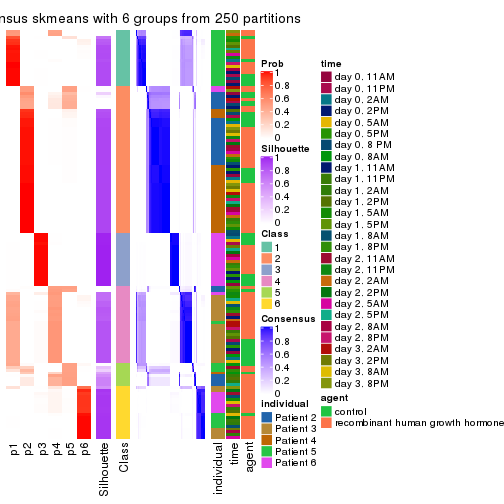 nsus skmeans with 6 groups from 250 partitions
p1
p2
p3
p4
p5
p6
Silhouette
Class
individual
time
agent
Prob
1
0.8
0.6
0.4
0.2
0
Silhouette
1
0.8
0.6
0.4
0.2
0
Class
1
2
3
4
5
6
Consensus
1
0.8
0.6
0.4
0.2
0
individual
Patient 2
Patient 3
Patient 4
Patient 5
Patient 6
time
day 0. 11AM
day 0. 11PM
day 0. 2AM
day 0. 2PM
day 0. 5AM
day 0. 5PM
day 0. 8 PM
day 0. 8AM
day 1. 11AM
day 1. 11PM
day 1. 2AM
day 1. 2PM
day 1. 5AM
day 1. 5PM
day 1. 8AM
day 1. 8PM
day 2. 11AM
day 2. 11PM
day 2. 2AM
day 2. 2PM
day 2. 5AM
day 2. 5PM
day 2. 8AM
day 2. 8PM
day 3. 2AM
day 3. 2PM
day 3. 8AM
day 3. 8PM
agent
control
recombinant human growth hormone